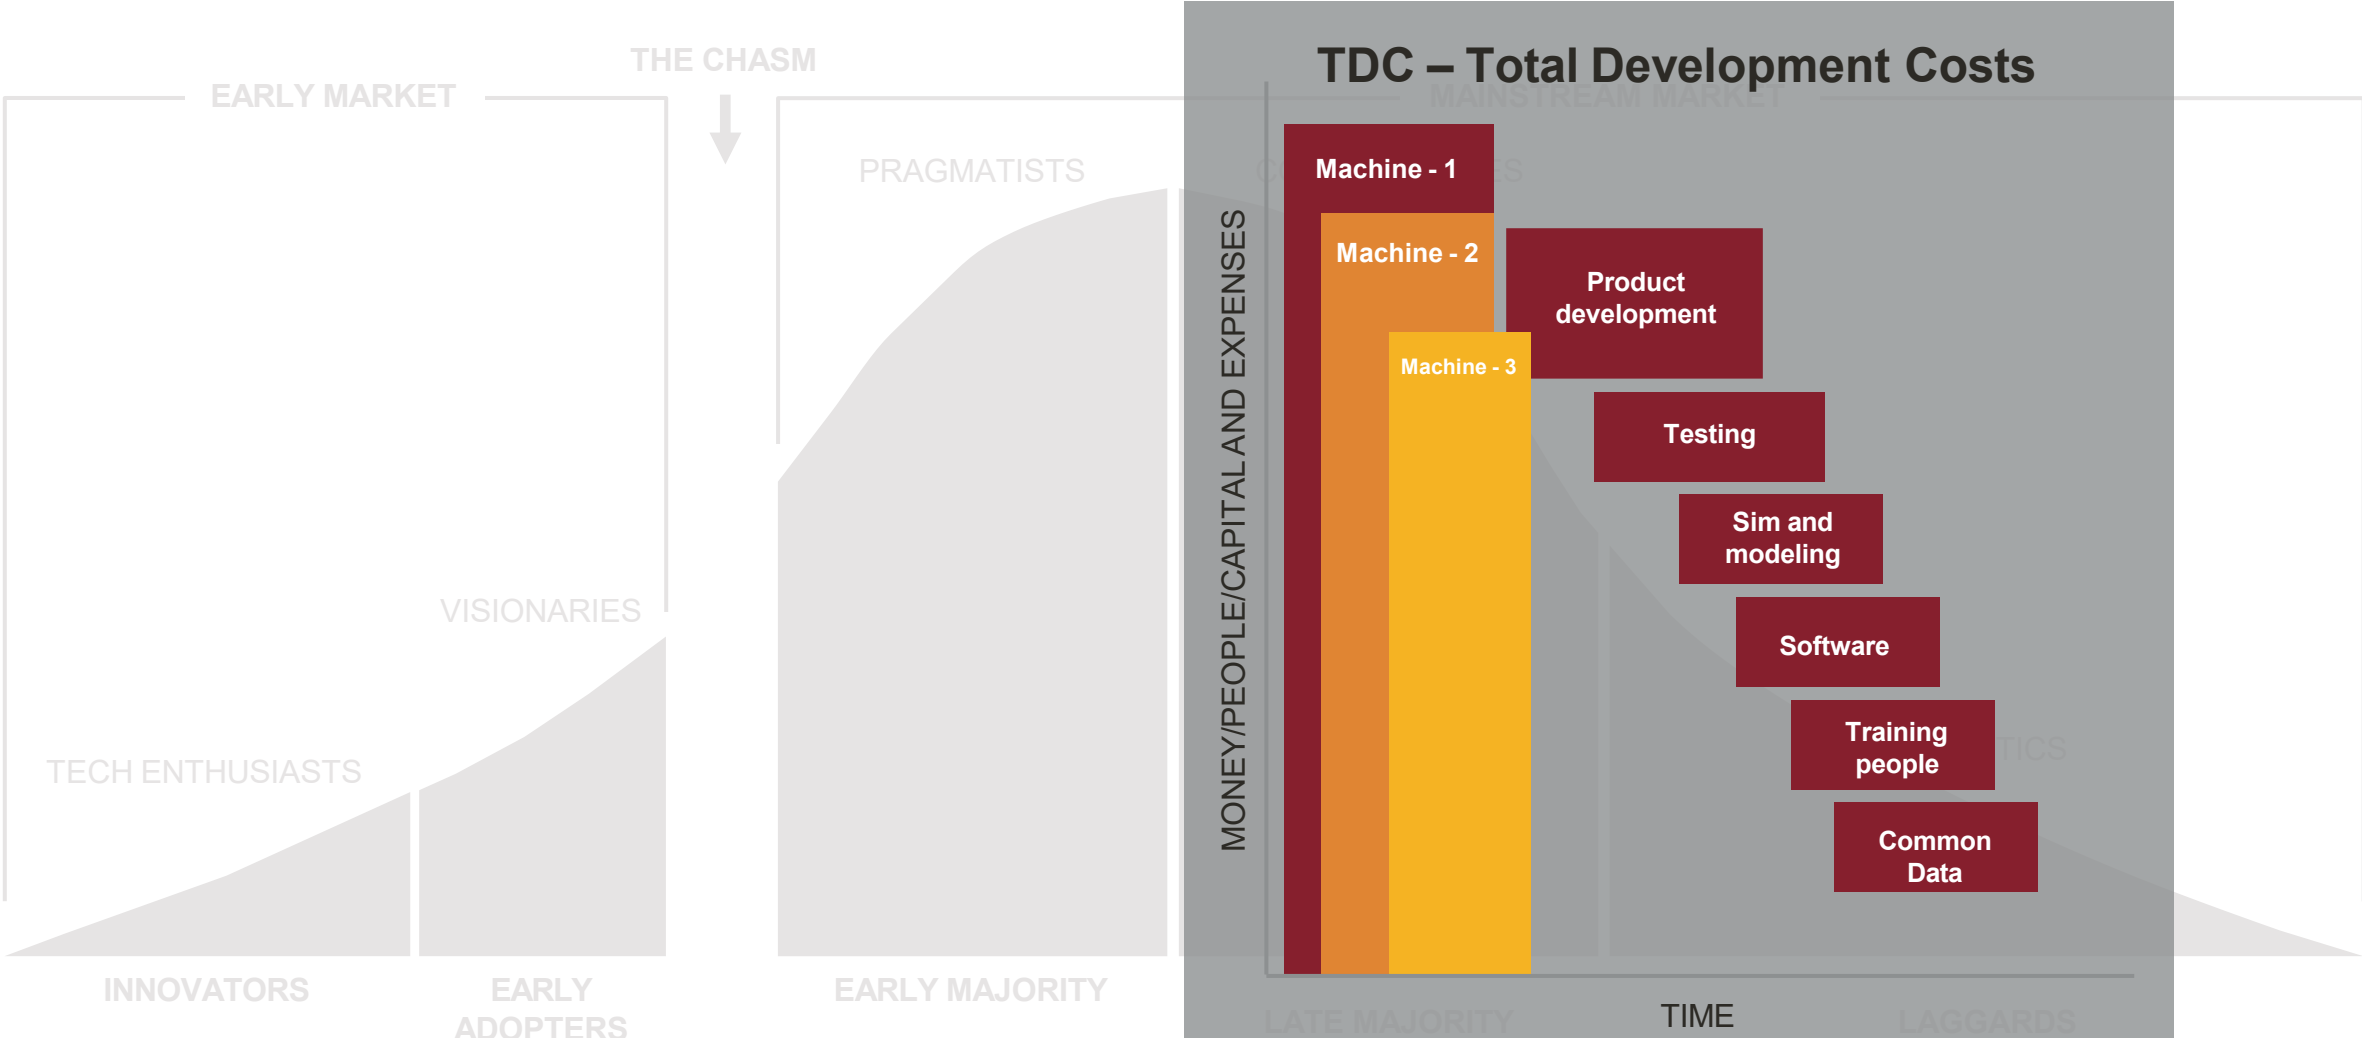 THE CHASM
EARLY MARKET
TDC – Total Development Costs
MAINSTREAM MARKET
PRAGMATISTS
Machine - 1
Machine - 2
Machine - 3
MONEY/PEOPLE/CAPITAL AND EXPENSES
Product
development
Testing
Sim and
modeling
Software
Training
people
Common
Data
VISIONARIES
TECH ENTHUSIASTS
INNOVATORS
EARLY
ADOPTERS
EARLY MAJORITY
LATE MAJORITY
TIME
LAGGARDS